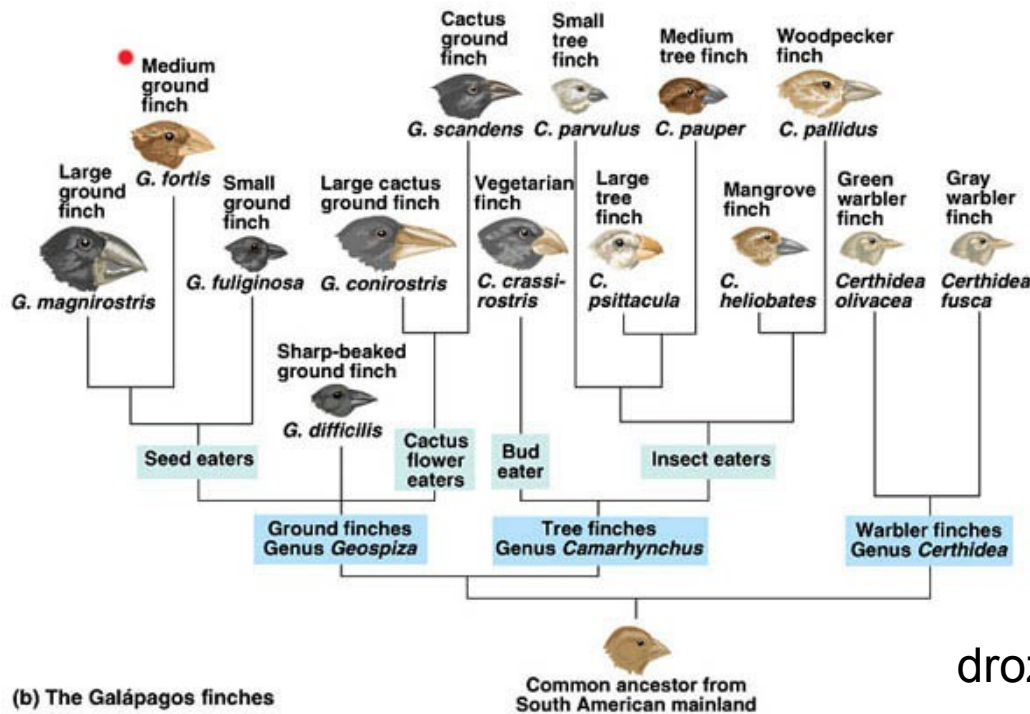 Cactus
ground
finch
G. scandens
Small
tree
finch
C. parvulus
Medium
tree finch
C. pauper
Woodpecker
finch
C. pallidus
Medium
ground
finch
G. fortis
Large
ground
finch
G. magnirostris
Small
ground
finch
G. fuliginosa
Large cactus
ground finch
G. conirostris
Vegetarian
finch
C. crassi-
rostris
Large
tree
finch
C.
psittacula
Mangrove
finch
C.
heliobates
Green
warbler
finch
Certhidea
olivacea
Gray
warbler
finch
Certhidea
fusca
Sharp-beaked
ground finch
G. difficilis
Seed eaters
Cactus
flower
eaters
Bud
eater
Insect eaters
Ground finches
Genus Geospiza
Tree finches
Genus Camarhynchus
Warbler finches
Genus Certhidea
Common ancestor from
South American mainland
(b) The Galápagos finches